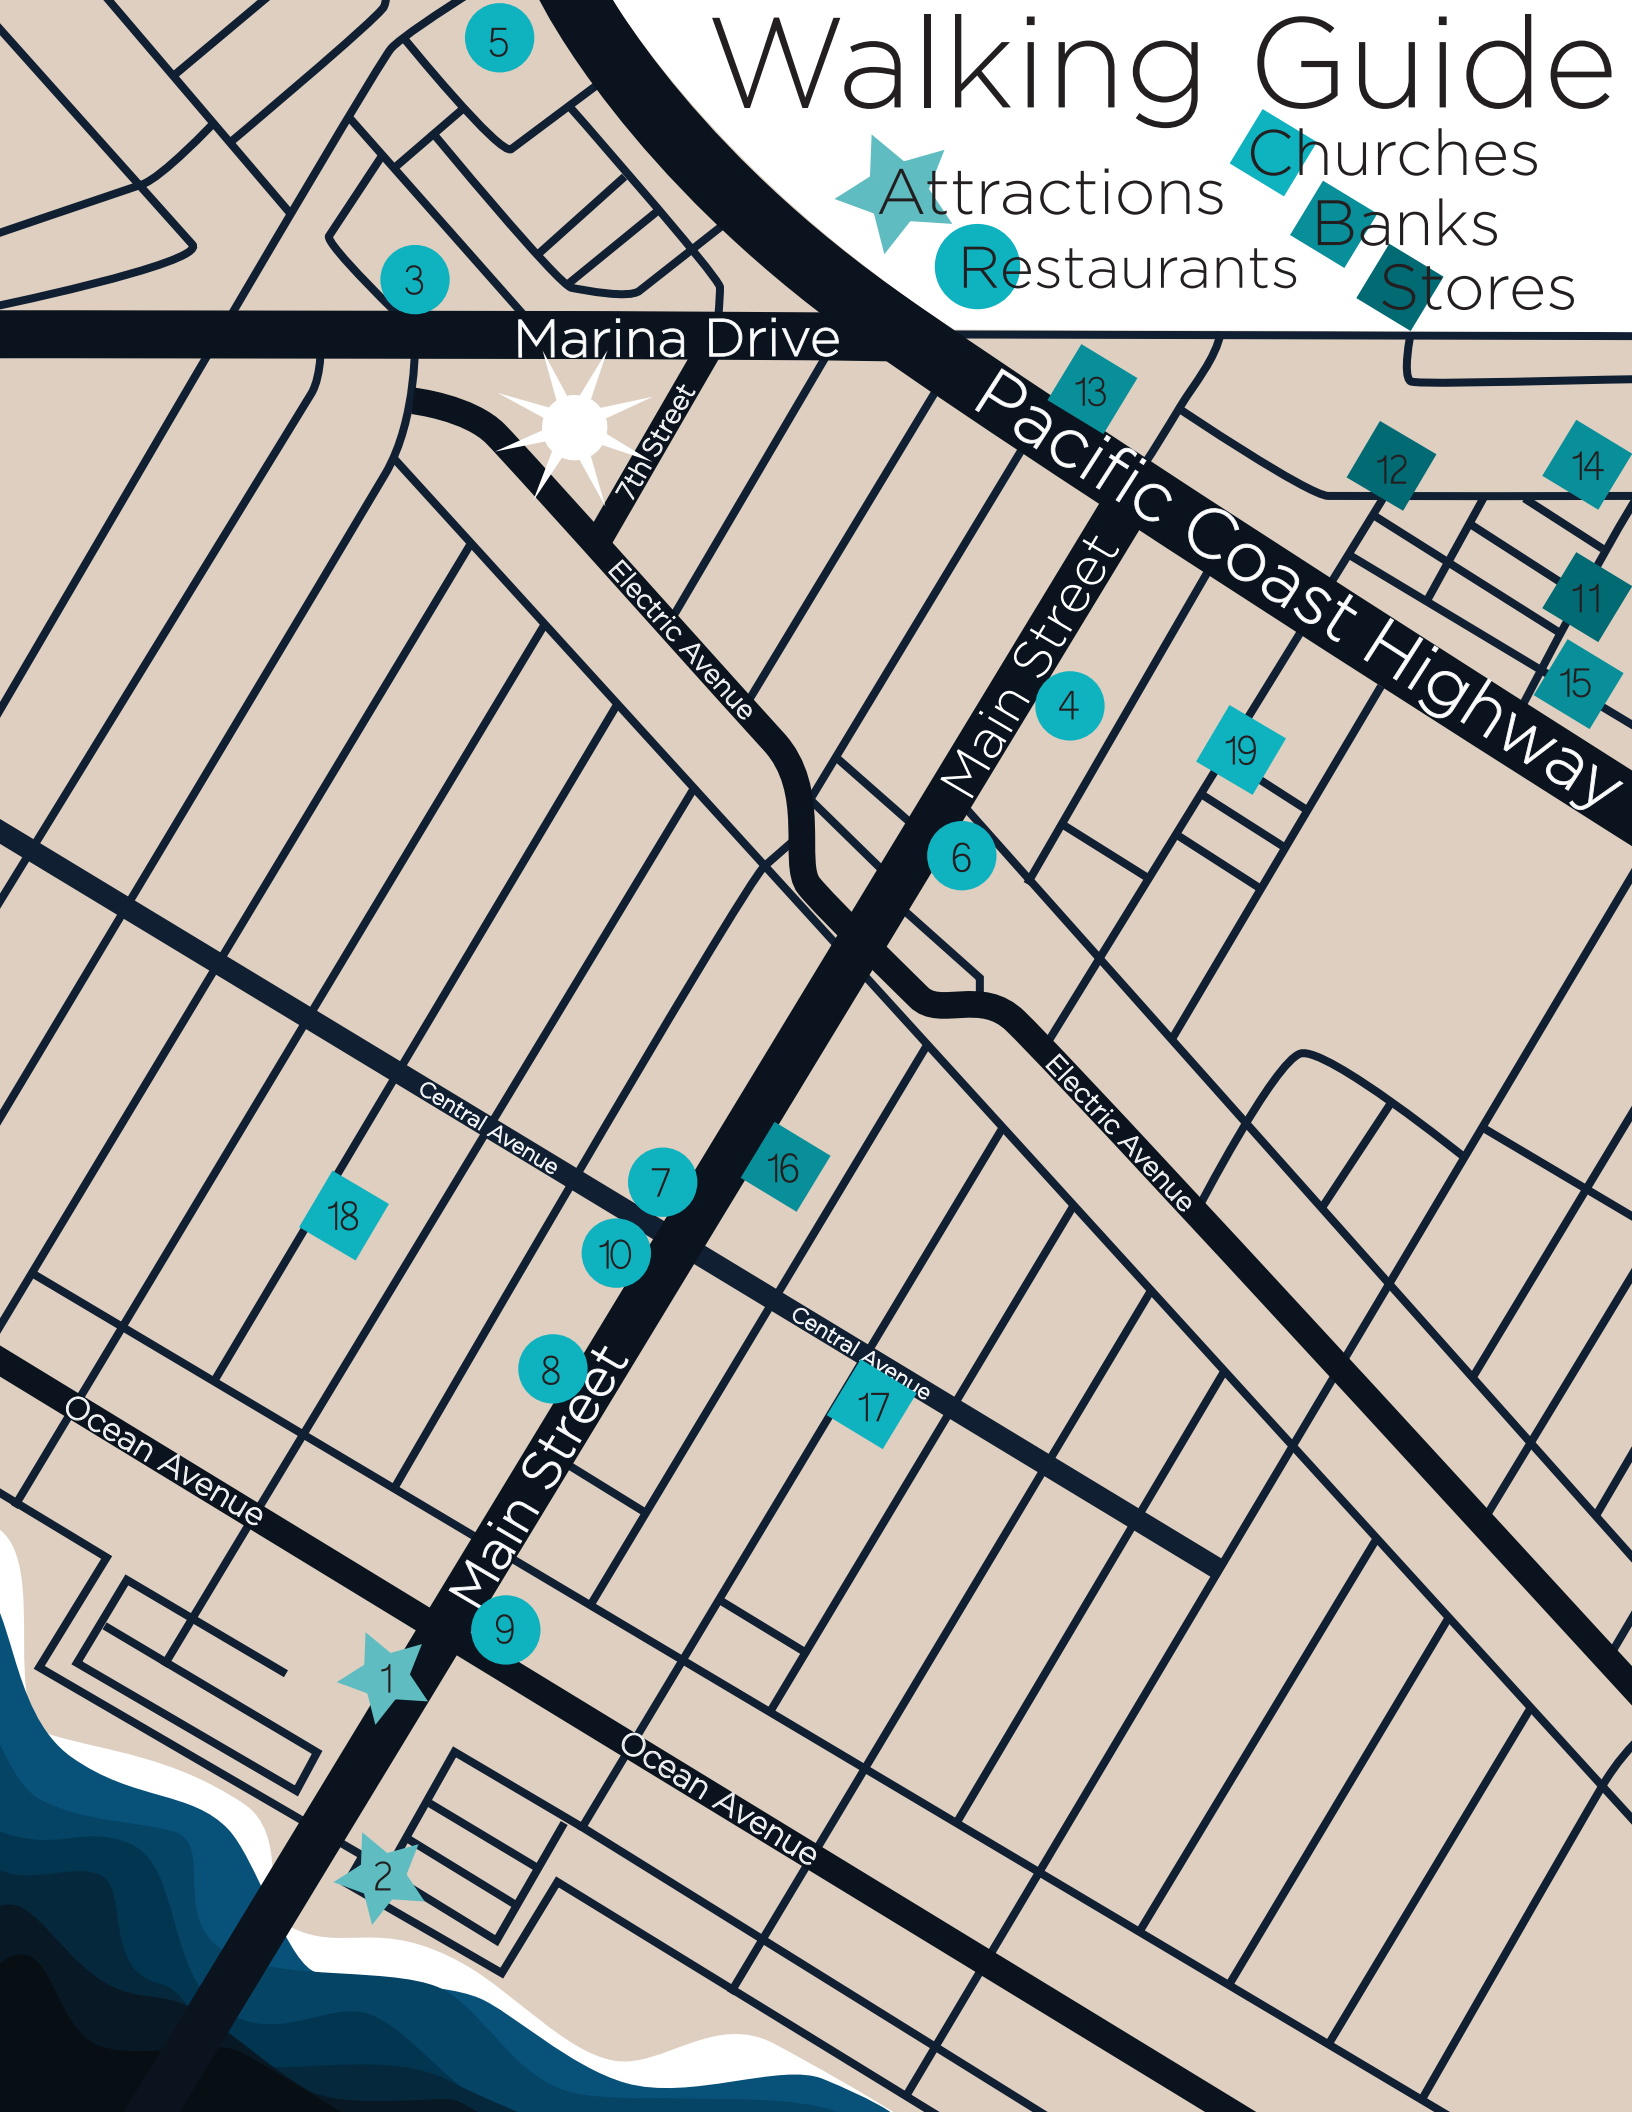 Walking Guide
Attractions
Restaurants
Churches
Banks
Stores
5
3
Marina Drive
7th Street
Pacific Coast Highway
13
12
14
11
15
Electric Avenue
Main Street
4
19
6
Electric Avenue
Central Avenue
7
16
18
10
Central Avenue
8
17
Main Street
Ocean Avenue
9
1
Ocean Avenue
2